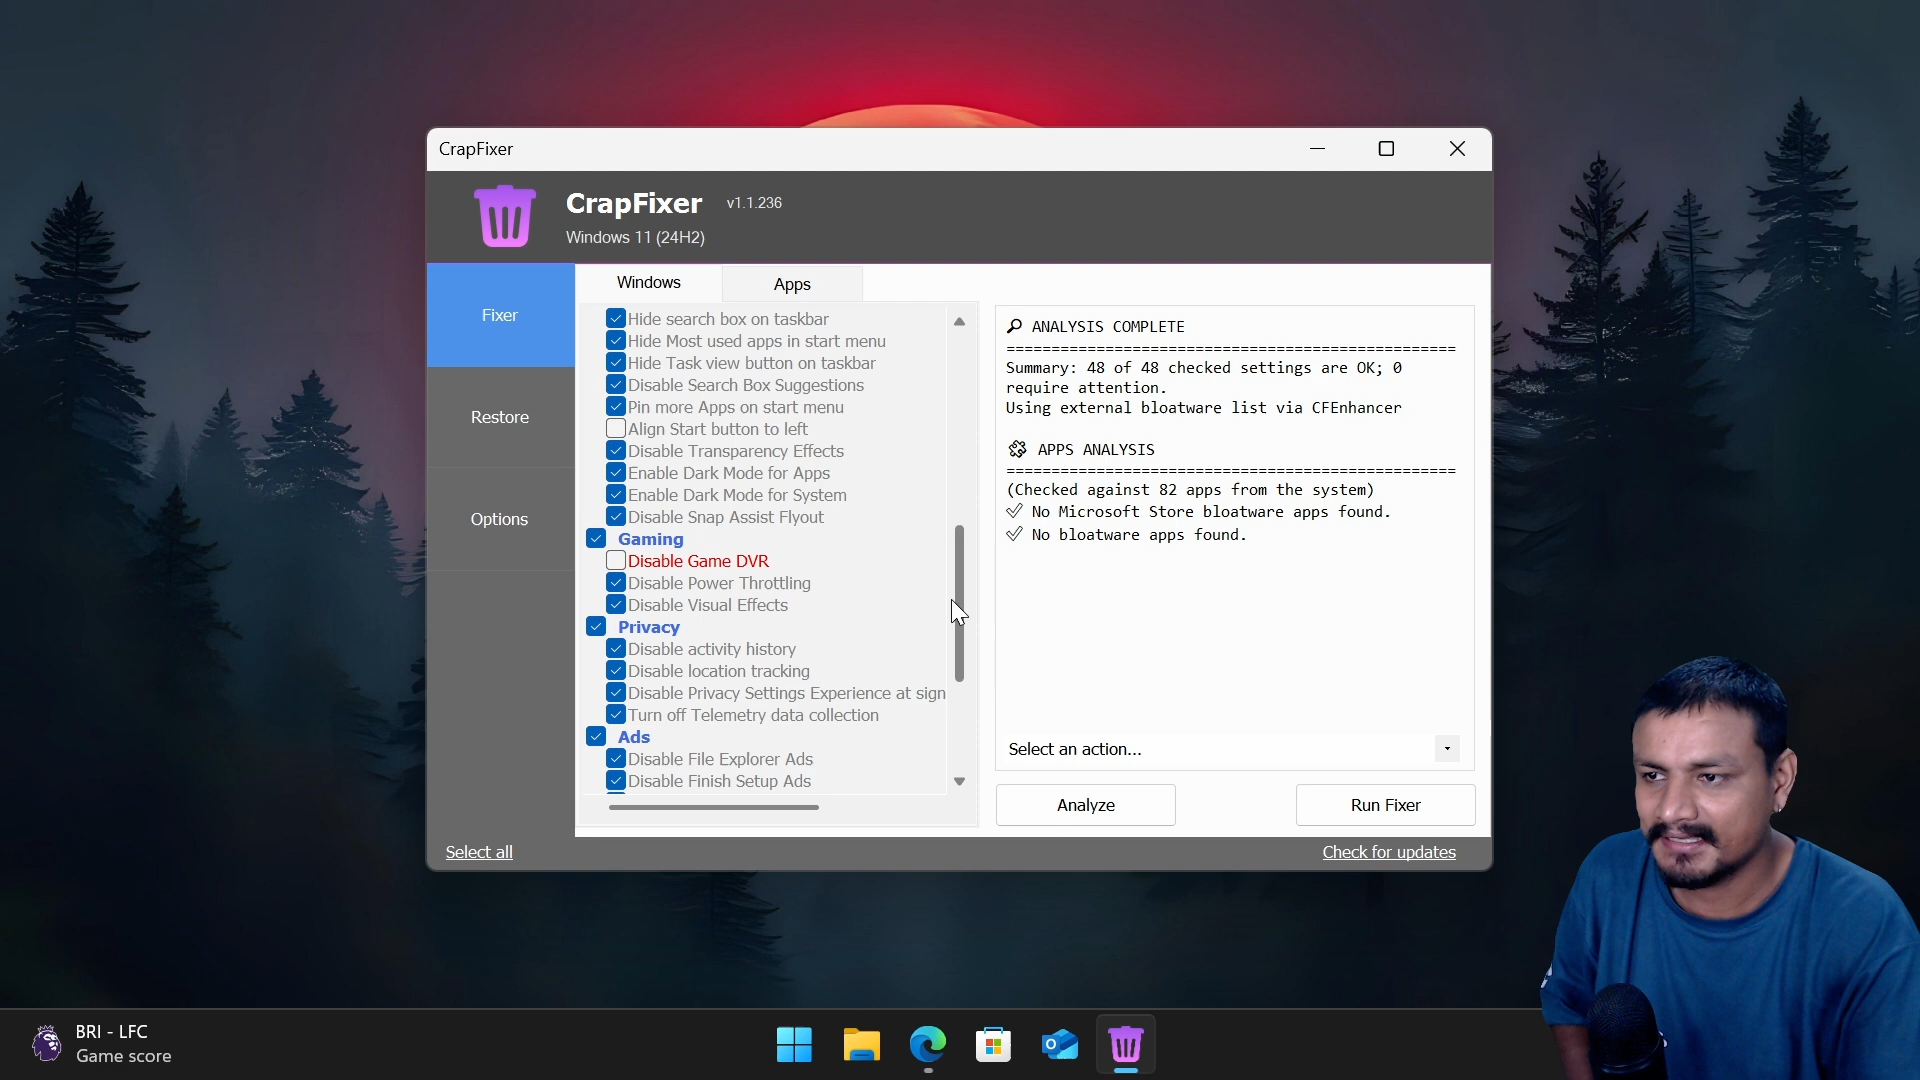 CrapFixer
CrapFixer v1.1.236
Windows 11 (24H2)
Fixer
Restore
Options
Windows
Apps
Hide search box on taskbar
Hide Most used apps in start menu
Hide Task view button on taskbar
Disable Search Box Suggestions
Pin more Apps on start menu
Align Start button to left
Disable Transparency Effects
Enable Dark Mode for Apps
Enable Dark Mode for System
Disable Snap Assist Flyout
Gaming
Disable Game DVR
Disable Power Throttling
Disable Visual Effects
Privacy
Disable activity history
Disable location tracking
Disable Privacy Settings Experience at sign
Turn off Telemetry data collection
Ads
Disable File Explorer Ads
Disable Finish Setup Ads
ANALYSIS COMPLETE
==================================================
Summary: 48 of 48 checked settings are OK; 0
require attention.
Using external bloatware list via CFEnhancer
APPS ANALYSIS
==================================================
(Checked against 82 apps from the system)
No Microsoft Store bloatware apps found.
No bloatware apps found.
Select an action...
Analyze
Run Fixer
Select all
Check for updates
BRI - LFC
Game score